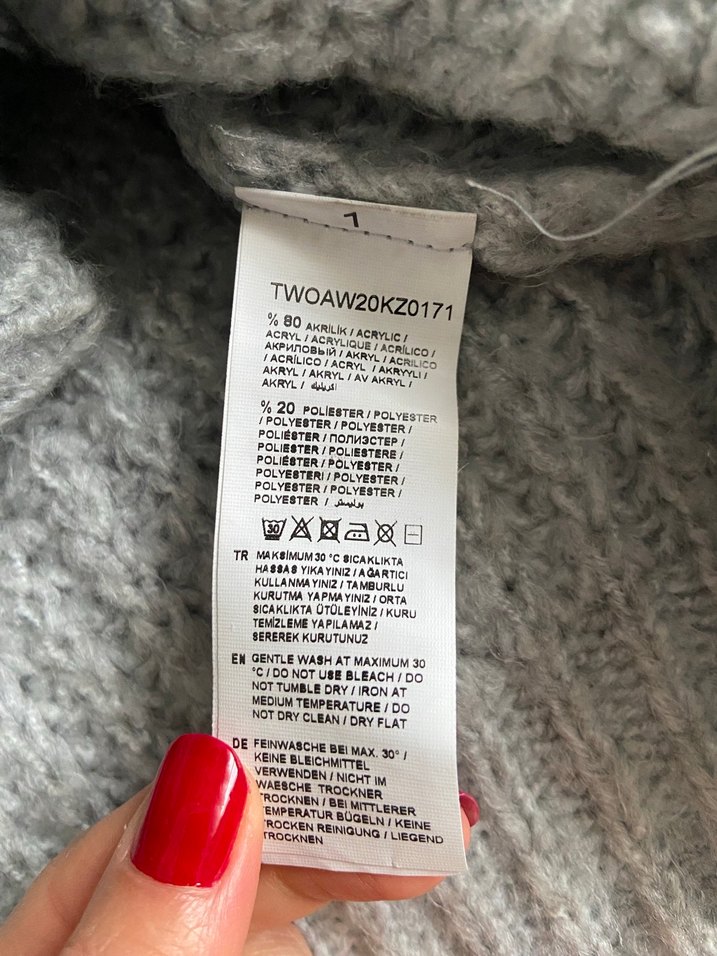 1
TWOAW20KZ0171
% 80 AKRİLİK / ACRYLIC /
ACRYL / ACRYLIQUE / ACRÍLICO /
АКРИЛОВЫЙ / AKRYL / ACRILICO
/ ACRÍLICO / ACRYL / AKRYYLI /
AKRYL / AKRYL / AV AKRYL /
AKRYL / اكريليك
% 20 POLİESTER / POLYESTER
/ POLYESTER / POLYESTER /
POLIÉSTER / ПОЛИЭСТЕР /
POLIESTER / POLIESTERE /
POLIÉSTER / POLYESTER /
POLYESTERI / POLYESTER /
POLYESTER / POLYESTER /
POLYESTER / بوليستر
30
TR MAKSİMUM 30 °C SICAKLIKTA
HASSAS YIKAYINIZ / AĞARTICI
KULLANMAYINIZ / TAMBURLU
KURUTMA YAPMAYINIZ / ORTA
SICAKLIKTA ÜTÜLEYİNİZ / KURU
TEMİZLEME YAPILAMAZ /
SEREREK KURUTUNUZ
EN GENTLE WASH AT MAXIMUM 30
°C / DO NOT USE BLEACH / DO
NOT TUMBLE DRY / IRON AT
MEDIUM TEMPERATURE / DO
NOT DRY CLEAN / DRY FLAT
DE FEINWASCHE BEI MAX. 30° /
KEINE BLEICHMITTEL
VERWENDEN / NICHT IM
WAESCHE TROCKNER
TROCKNEN / BEI MITTLERER
TEMPERATUR BÜGELN / KEINE
TROCKEN REINIGUNG / LIEGEND
TROCKNEN